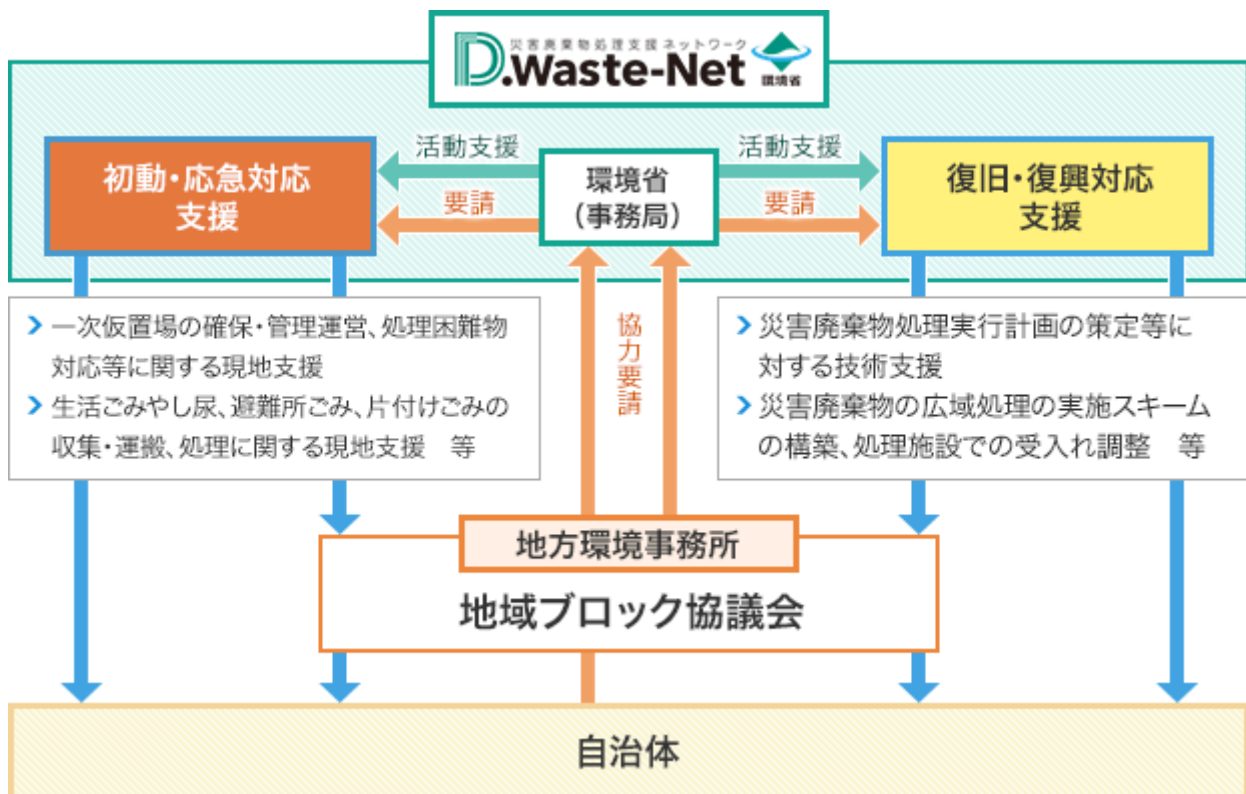 災害廃棄物処理支援ネットワーク
D.Waste-Net
環境省
初動・応急対応
支援
活動支援
要請
環境省
(事務局)
活動支援
要請
復旧・復興対応
支援
一次仮置場の確保・管理運営、処理困難物
対応等に関する現地支援
生活ごみやし尿、避難所ごみ、片付けごみの
収集・運搬、処理に関する現地支援　等
協力要請
災害廃棄物処理実行計画の策定等に
対する技術支援
災害廃棄物の広域処理の実施スキーム
の構築、処理施設での受入れ調整　等
地方環境事務所
地域ブロック協議会
自治体